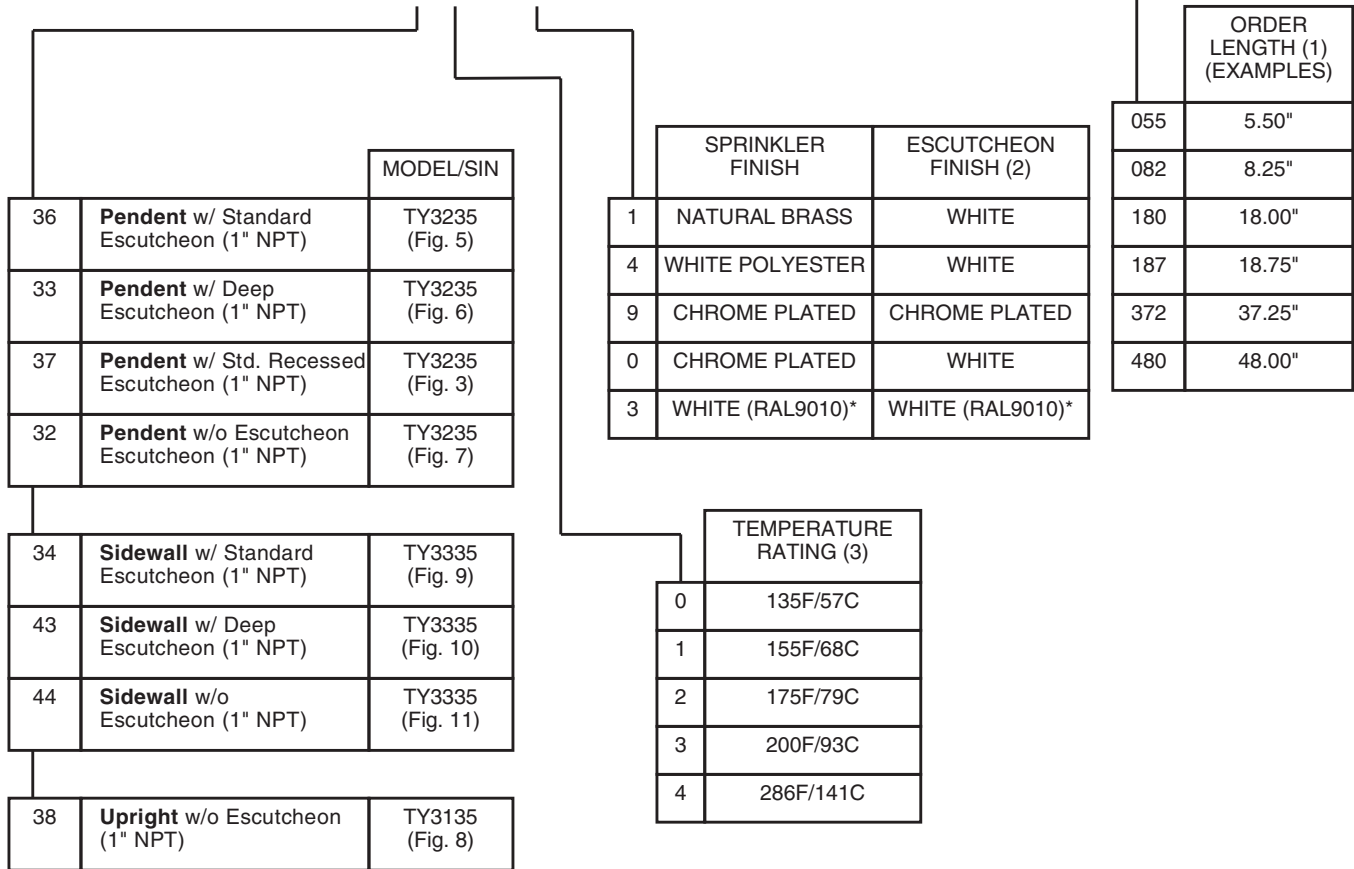 ORDER
LENGTH (1)
(EXAMPLES)
055 5.50"
082 8.25"
180 18.00"
187 18.75"
372 37.25"
480 48.00"
SPRINKLER
FINISH
ESCUTCHEON
FINISH (2)
1 NATURAL BRASS WHITE
4 WHITE POLYESTER WHITE
9 CHROME PLATED CHROME PLATED
0 CHROME PLATED WHITE
3 WHITE (RAL9010)* WHITE (RAL9010)*
MODEL/SIN
36 Pendent w/ Standard TY3235
Escutcheon (1" NPT) (Fig. 5)
33 Pendent w/ Deep TY3235
Escutcheon (1" NPT) (Fig. 6)
37 Pendent w/ Std. Recessed TY3235
Escutcheon (1" NPT) (Fig. 3)
32 Pendent w/o Escutcheon TY3235
Escutcheon (1" NPT) (Fig. 7)
34 Sidewall w/ Standard TY3335
Escutcheon (1" NPT) (Fig. 9)
43 Sidewall w/ Deep TY3335
Escutcheon (1" NPT) (Fig. 10)
44 Sidewall w/o TY3335
Escutcheon (1" NPT) (Fig. 11)
38 Upright w/o Escutcheon TY3135
(1" NPT) (Fig. 8)
TEMPERATURE
RATING (3)
0 135F/57C
1 155F/68C
2 175F/79C
3 200F/93C
4 286F/141C